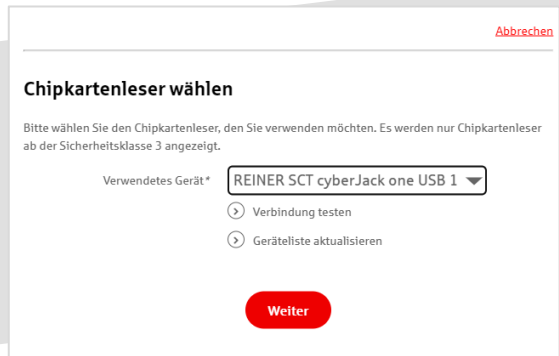 Abbrechen
Chipkartenleser wählen
Bitte wählen Sie den Chipkartenleser, den Sie verwenden möchten. Es werden nur Chipkartenleser
ab der Sicherheitsklasse 3 angezeigt.
Verwendetes Gerät* REINER SCT cyberJack one USB 1
Verbindung testen
Geräteliste aktualisieren
Weiter